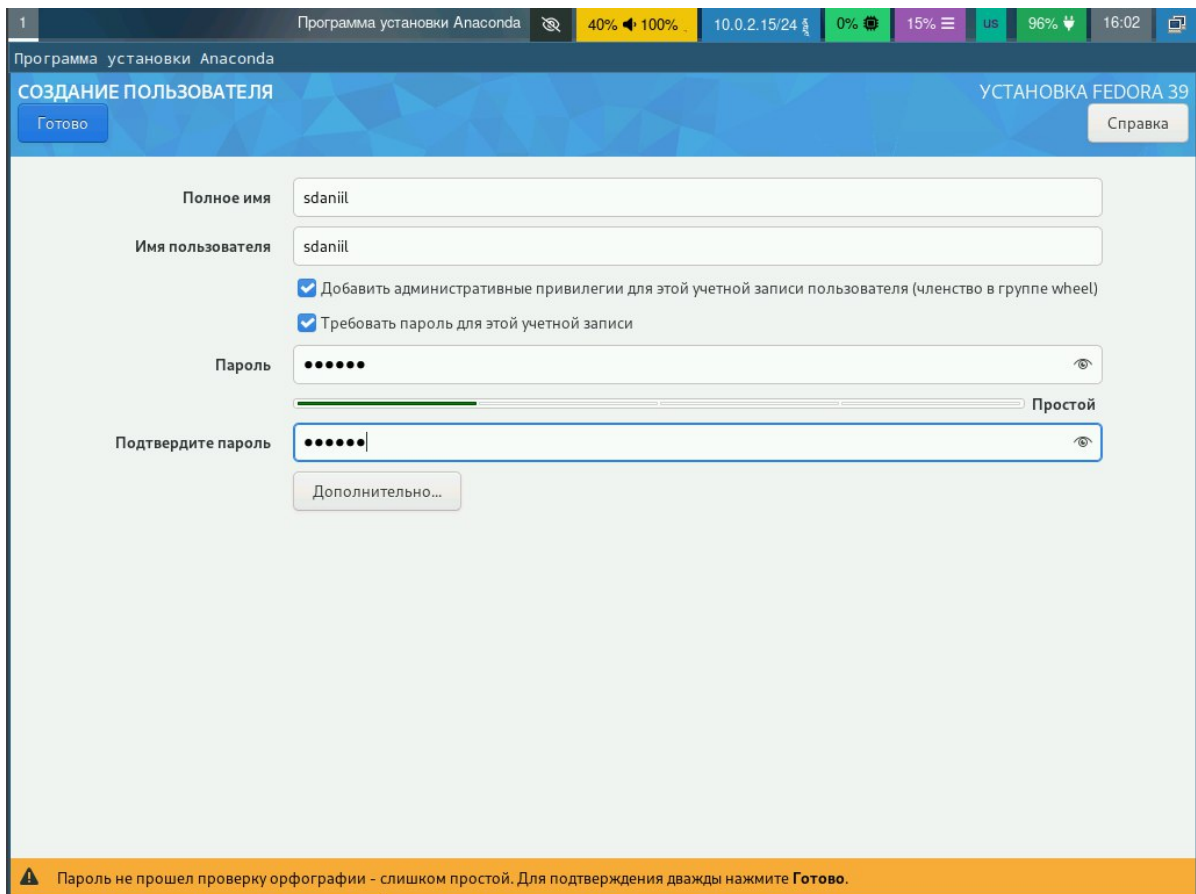 1 Программа установки Anaconda 40% 100% 10.0.2.15/24 0% 15% us 96% 16:02
Программа установки Anaconda
СОЗДАНИЕ ПОЛЬЗОВАТЕЛЯ УСТАНОВКА FEDORA 39
Готово Справка
Полное имя sdaniil
Имя пользователя sdaniil
Добавить административные привилегии для этой учетной записи пользователя (членство в группе wheel)
Требовать пароль для этой учетной записи
Пароль ●●●●●●
Простой
Подтвердите пароль ●●●●●●
Дополнительно...
Пароль не прошел проверку орфографии - слишком простой. Для подтверждения дважды нажмите Готово.